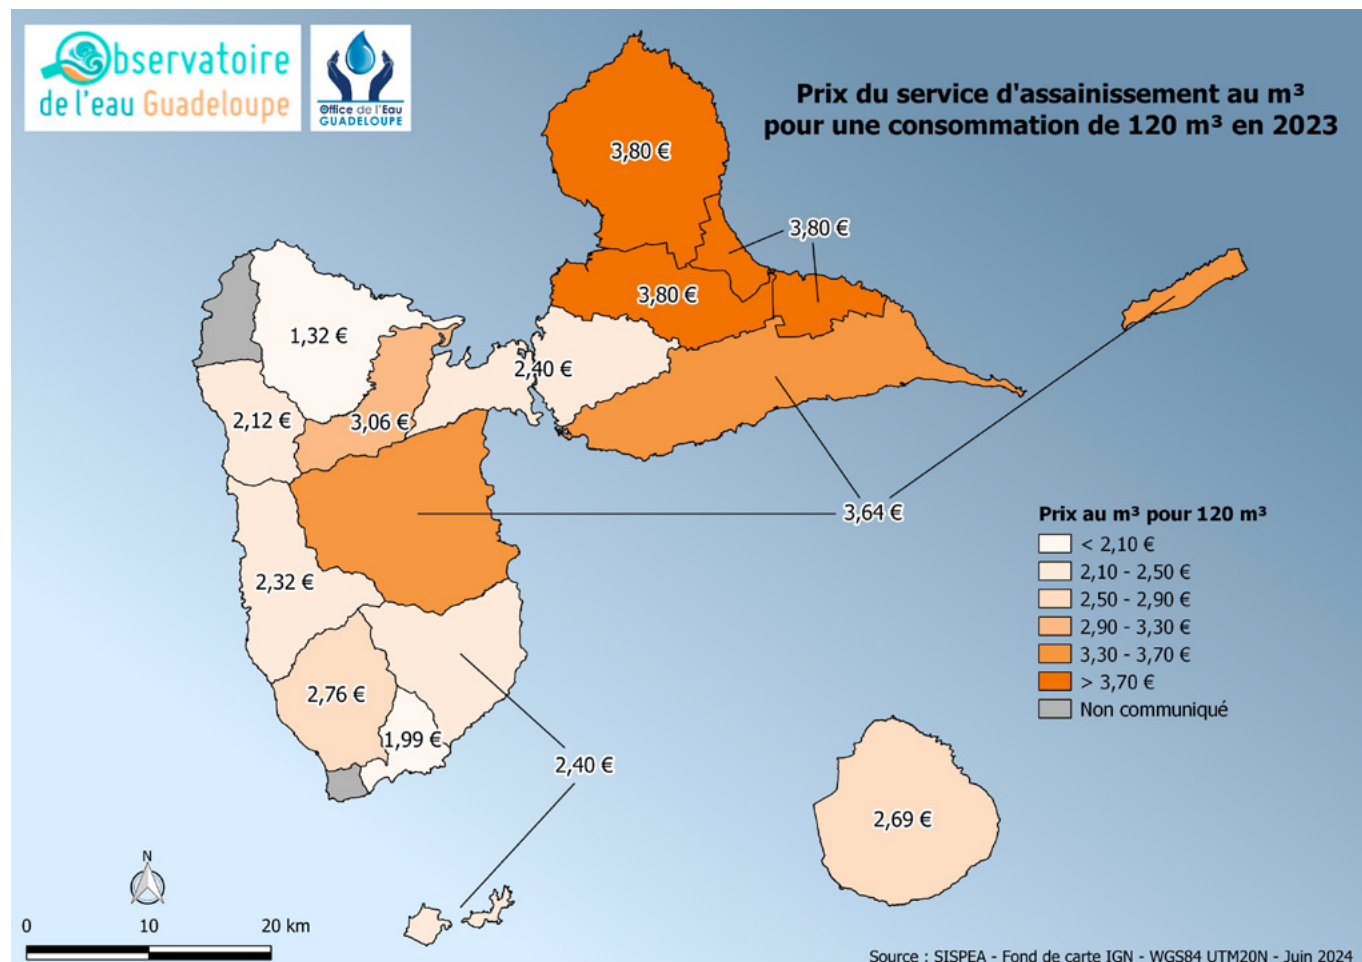 Observatoire
de l'eau Guadeloupe
Office de l'Eau
GUADELOUPE
Prix du service d'assainissement au m³
pour une consommation de 120 m³ en 2023
3,80 €
3,80 €
3,80 €
1,32 €
2,40 €
2,12 €
3,06 €
3,64 €
2,32 €
2,76 €
1,99 €
2,40 €
2,69 €
Prix au m³ pour 120 m³
< 2,10 €
2,10 - 2,50 €
2,50 - 2,90 €
2,90 - 3,30 €
3,30 - 3,70 €
> 3,70 €
Non communiqué
N
0 10 20 km
Source : SISPEA - Fond de carte IGN - WGS84 UTM20N - Juin 2024